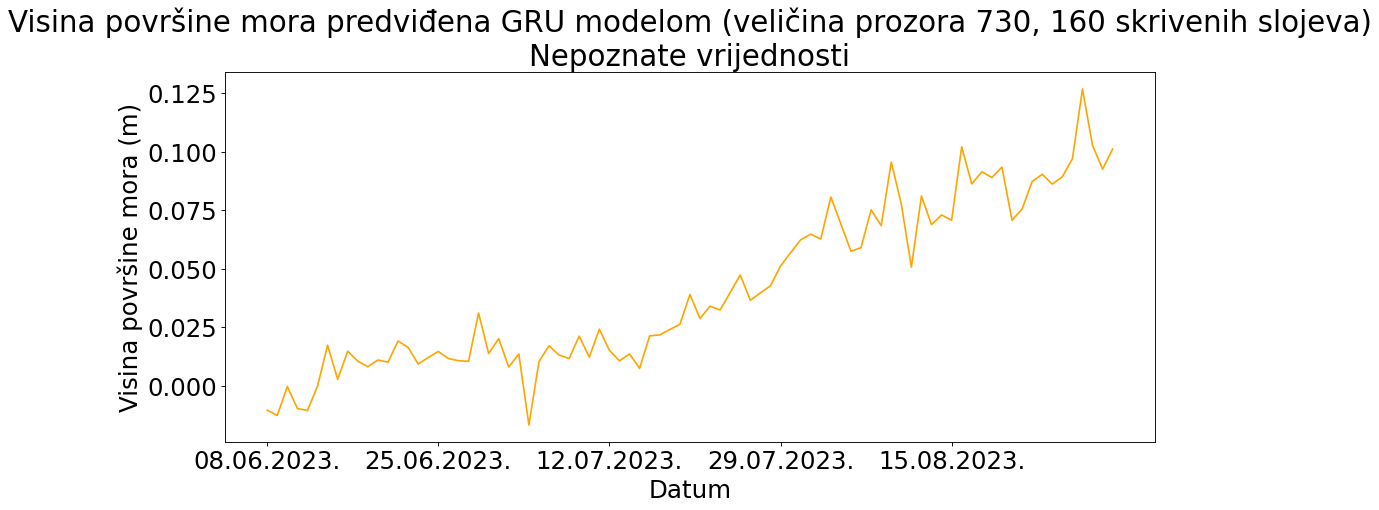 Visina površine mora predviđena GRU modelom (veličina prozora 730, 160 skrivenih slojeva)
Nepoznate vrijednosti
Visina površine mora (m)
0.125
0.100
0.075
0.050
0.025
0.000
08.06.2023. 25.06.2023. 12.07.2023. 29.07.2023. 15.08.2023.
Datum